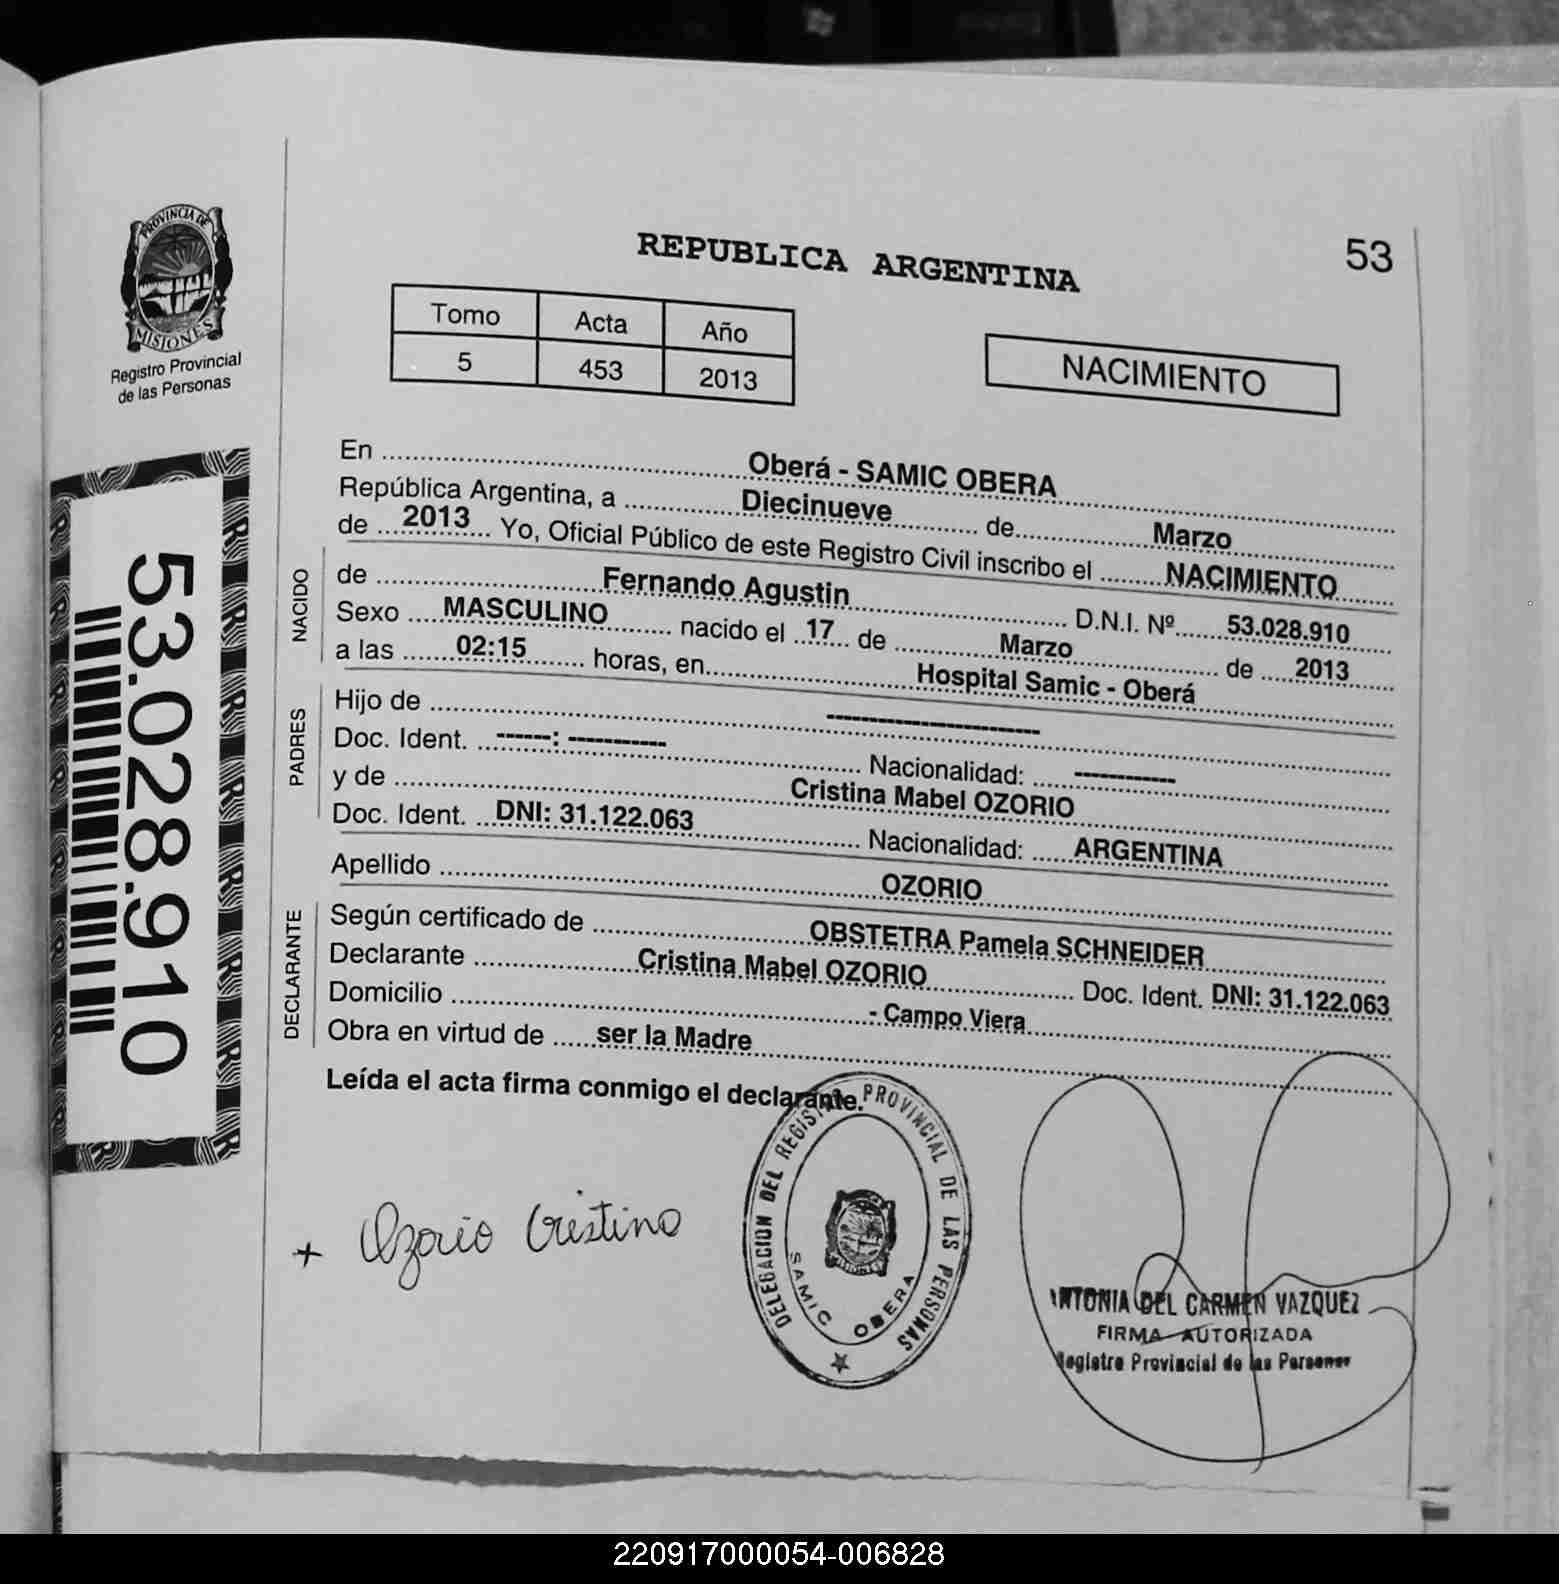 PROVINCIA DE
MISIONES
Registro Provincial
de las Personas
53.028.910
REPUBLICA ARGENTINA
53
Tomo Acta Año
5 453 2013
NACIMIENTO
En Oberá - SAMIC OBERA
República Argentina, a Diecinueve de Marzo
de 2013 Yo, Oficial Público de este Registro Civil inscribo el NACIMIENTO
NACIDO
de Fernando Agustin D.N.I. Nº 53.028.910
Sexo MASCULINO nacido el 17 de Marzo de 2013
a las 02:15 horas, en Hospital Samic - Oberá
PADRES
Hijo de --------------------
Doc. Ident. ------: ----------- Nacionalidad: ------------
y de Cristina Mabel OZORIO
Doc. Ident. DNI: 31.122.063 Nacionalidad: ARGENTINA
Apellido OZORIO
DECLARANTE
Según certificado de OBSTETRA Pamela SCHNEIDER
Declarante Cristina Mabel OZORIO Doc. Ident. DNI: 31.122.063
Domicilio - Campo Viera
Obra en virtud de ser la Madre
Leída el acta firma conmigo el declarante.
+ Ozorio Cristina
DELEGACION DEL REGISTRO PROVINCIAL DE LAS PERSONAS
SAMIC OBERA
MISIONES
ANTONIA DEL CARMEN VAZQUEZ
FIRMA AUTORIZADA
Registro Provincial de las Personas
220917000054-006828